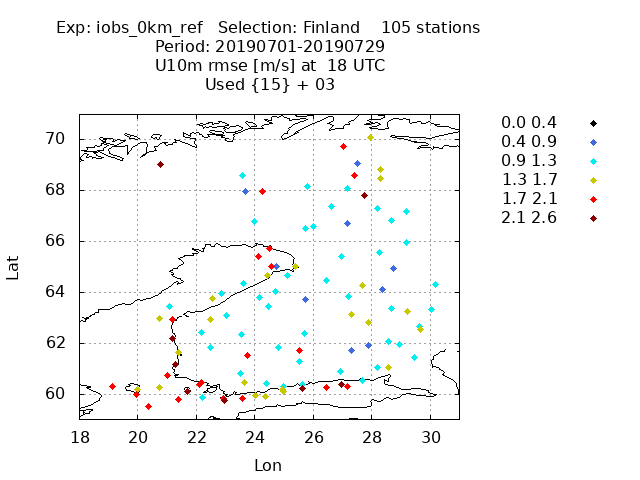 Exp: iobs_0km_ref   Selection: Finland    105 stations
Period: 20190701-20190729
U10m rmse [m/s] at  18 UTC
Used {15} + 03
0.0 0.4
0.4 0.9
0.9 1.3
1.3 1.7
1.7 2.1
2.1 2.6
70
68
66
64
62
60
Lat
18 20 22 24 26 28 30
Lon